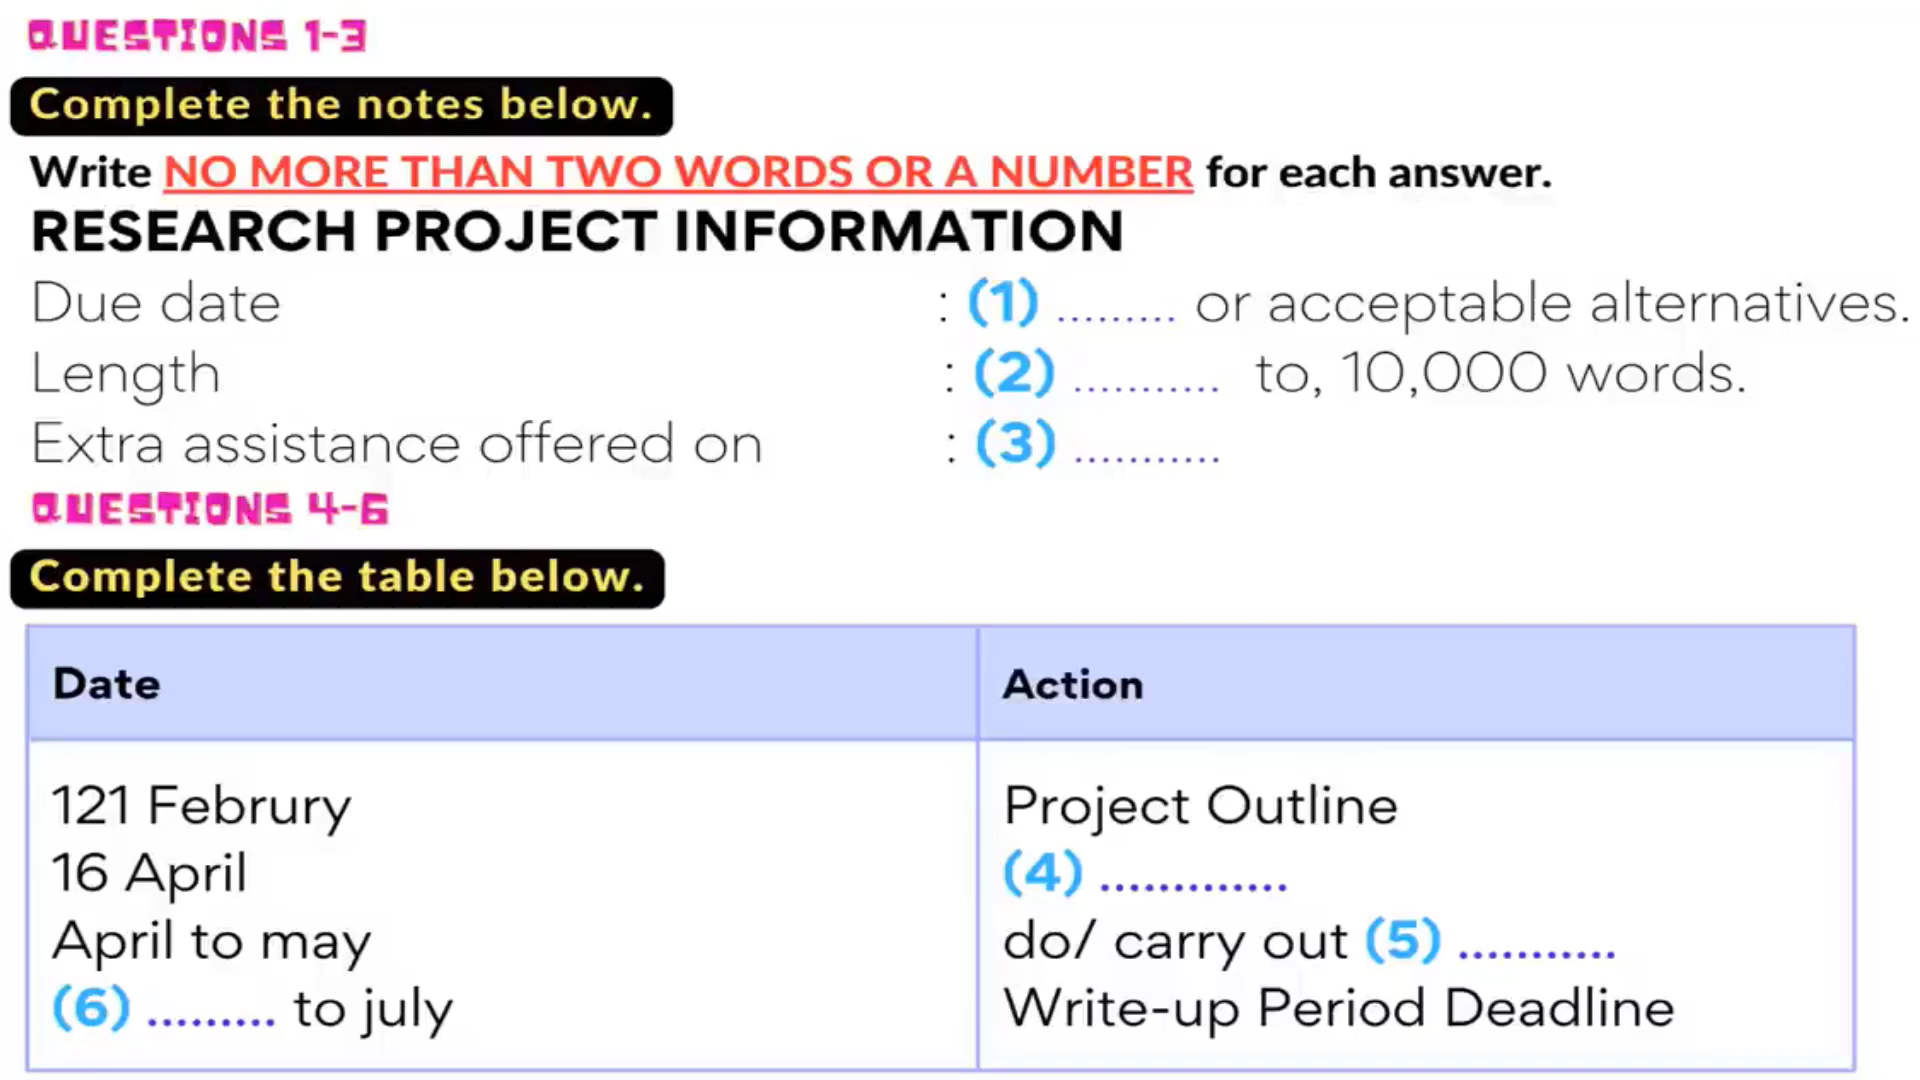 QUESTIONS 1-3
Complete the notes below.
Write NO MORE THAN TWO WORDS OR A NUMBER for each answer.
RESEARCH PROJECT INFORMATION
Due date : (1) ......... or acceptable alternatives.
Length : (2) ........... to, 10,000 words.
Extra assistance offered on : (3) ...........
QUESTIONS 4-6
Complete the table below.
Date Action
121 Februry Project Outline
16 April (4) .............
April to may do/ carry out (5) ...........
(6) ......... to july Write-up Period Deadline